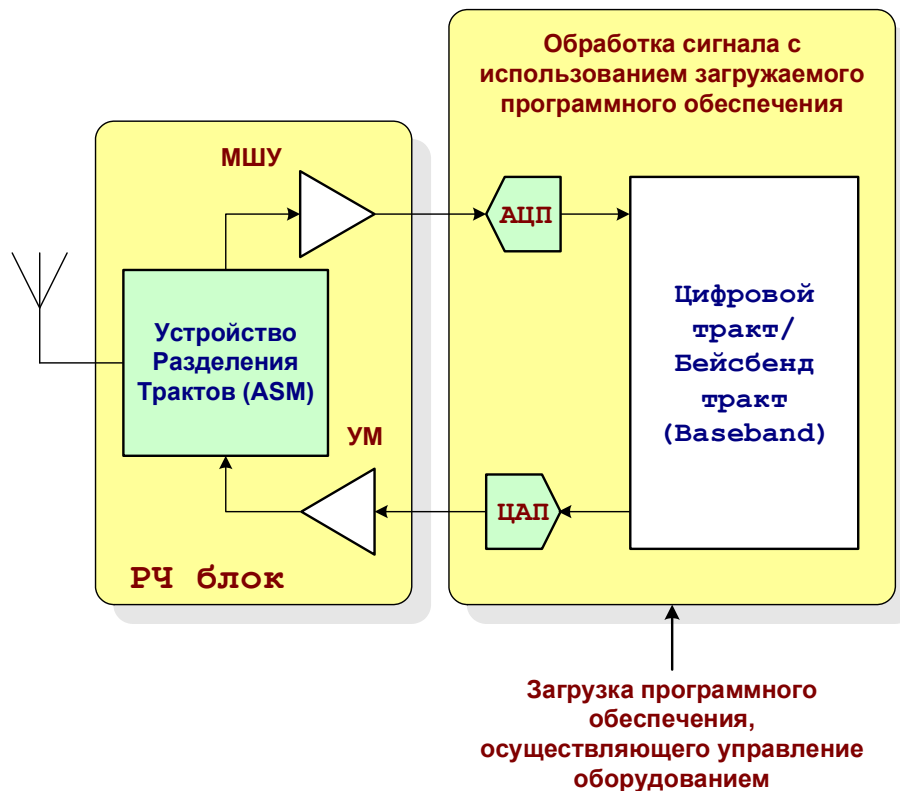 Обработка сигнала с
использованием загружаемого
программного обеспечения
МШУ
АЦП
Устройство
Разделения
Трактов (ASM)
Цифровой
тракт/
Бейсбенд
тракт
(Baseband)
УМ
ЦАП
РЧ блок
Загрузка программного
обеспечения,
осуществляющего управление
оборудованием